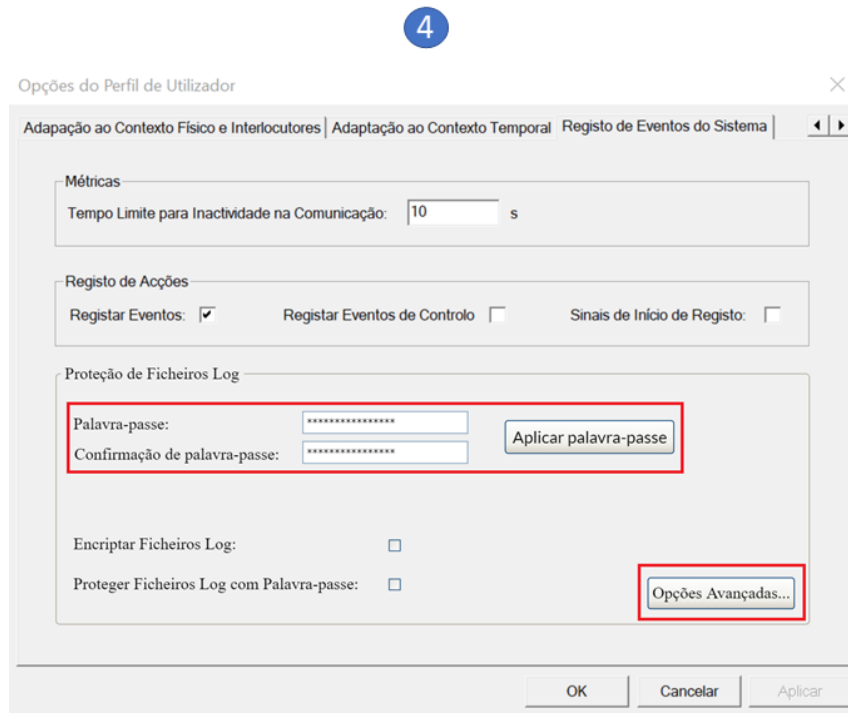 4
Opções do Perfil de Utilizador
Adapação ao Contexto Físico e Interlocutores Adaptação ao Contexto Temporal Registo de Eventos do Sistema
Métricas
Tempo Limite para Inactividade na Comunicação: 10 s
Registo de Acções
Registar Eventos: Registar Eventos de Controlo Sinais de Início de Registo:
Proteção de Ficheiros Log
Palavra-passe: ****************
Aplicar palavra-passe
Confirmação de palavra-passe: ****************
Encriptar Ficheiros Log:
Proteger Ficheiros Log com Palavra-passe:
Opções Avançadas...
OK Cancelar Aplicar